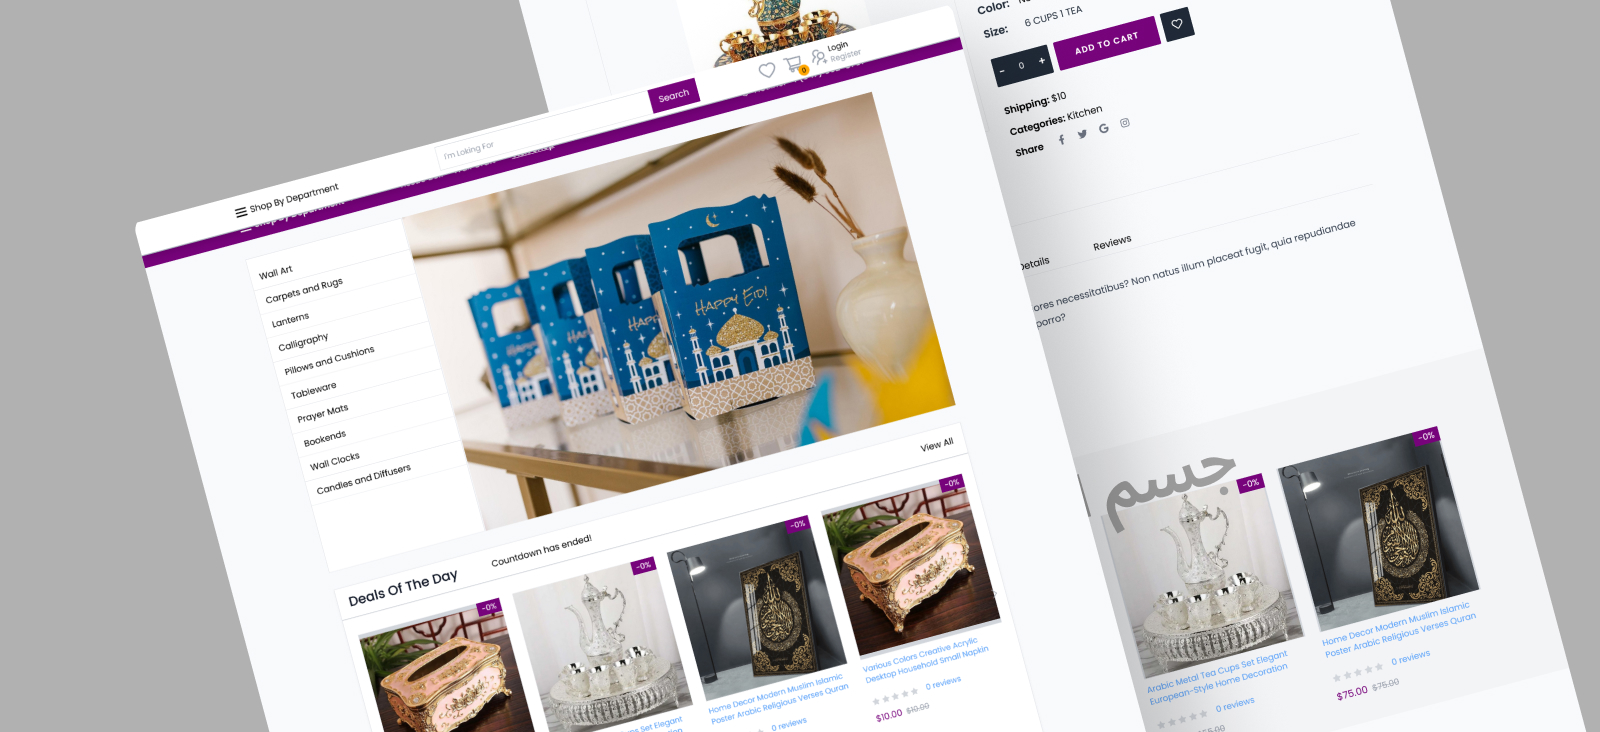 Login
Register
0
Search
I'm Loking For
Shop By Department
Wall Art
Carpets and Rugs
Lanterns
Calligraphy
Pillows and Cushions
Tableware
Prayer Mats
Bookends
Wall Clocks
Candles and Diffusers
HAPPY EID!
View All
Deals Of The Day
Countdown has ended!
-0%
-0%
-0%
-0%
Set Elegant
Home Decor Modern Muslim Islamic
Poster Arabic Religious Verses Quran
0 reviews
Various Colors Creative Acrylic
Desktop Household Small Napkin
0 reviews
$10.00 $10.00
Color:
Size: 6 CUPS 1 TEA
- 0 +
ADD TO CART
Shipping: $10
Categories: Kitchen
Share
Reviews
necessitatibus? Non natus illum placeat fugit, quia repudiandae
porro?
جسم
-0%
-0%
Arabic Metal Tea Cups Set Elegant
European-Style Home Decoration
0 reviews
Home Decor Modern Muslim Islamic
Poster Arabic Religious Verses Quran
0 reviews
$75.00 $75.00